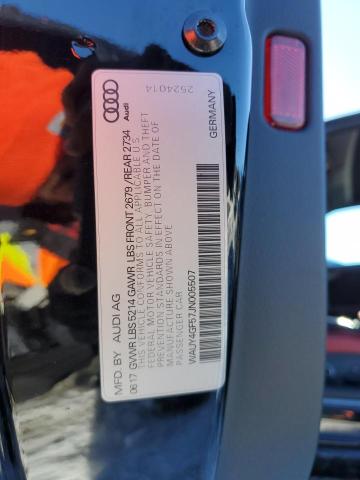 Audi
2524014
MFD. BY AUDI AG
GERMANY
0617 GVWR LBS 5214 GAWR LBS FRONT 2679 / REAR 2734
THIS VEHICLE CONFORMS TO ALL APPLICABLE
FEDERAL MOTOR VEHICLE SAFETY, BUMPER AND THEFT
PREVENTION STANDARDS IN EFFECT ON THE DATE OF
MANUFACTURE SHOWN ABOVE.
PASSENGER CAR
WAUY4GF57JN005507